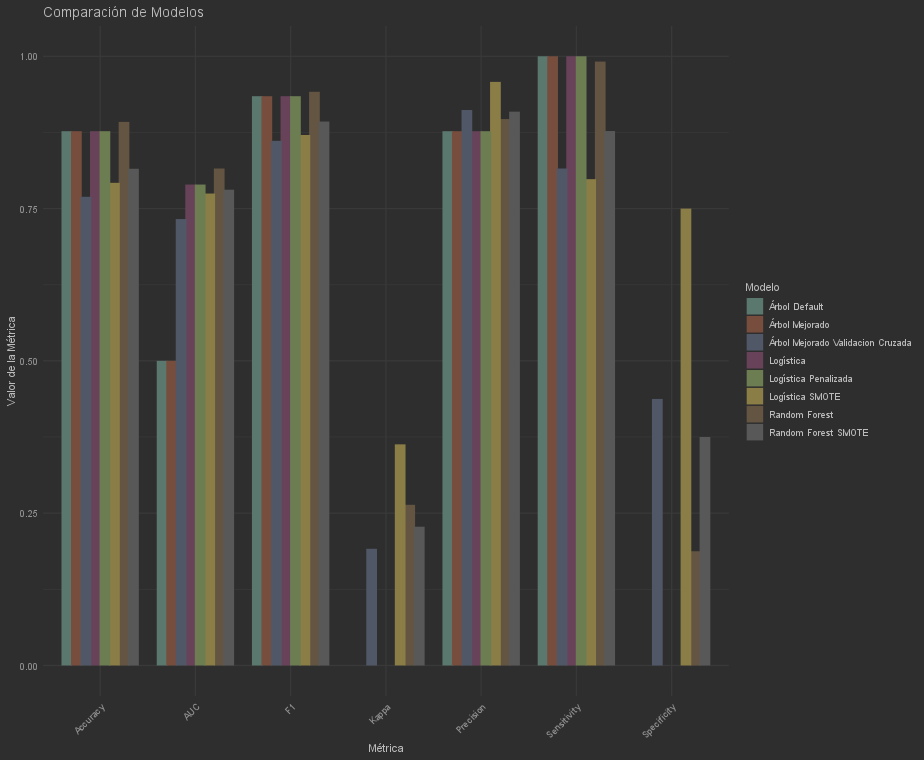 Comparación de Modelos
Valor de la Métrica
1.00
0.75
0.50
0.25
0.00
Accuracy
AUC
F1
Kappa
Precision
Sensitivity
Specificity
Métrica
Modelo
Árbol Default
Árbol Mejorado
Árbol Mejorado Validacion Cruzada
Logística
Logística Penalizada
Logística SMOTE
Random Forest
Random Forest SMOTE